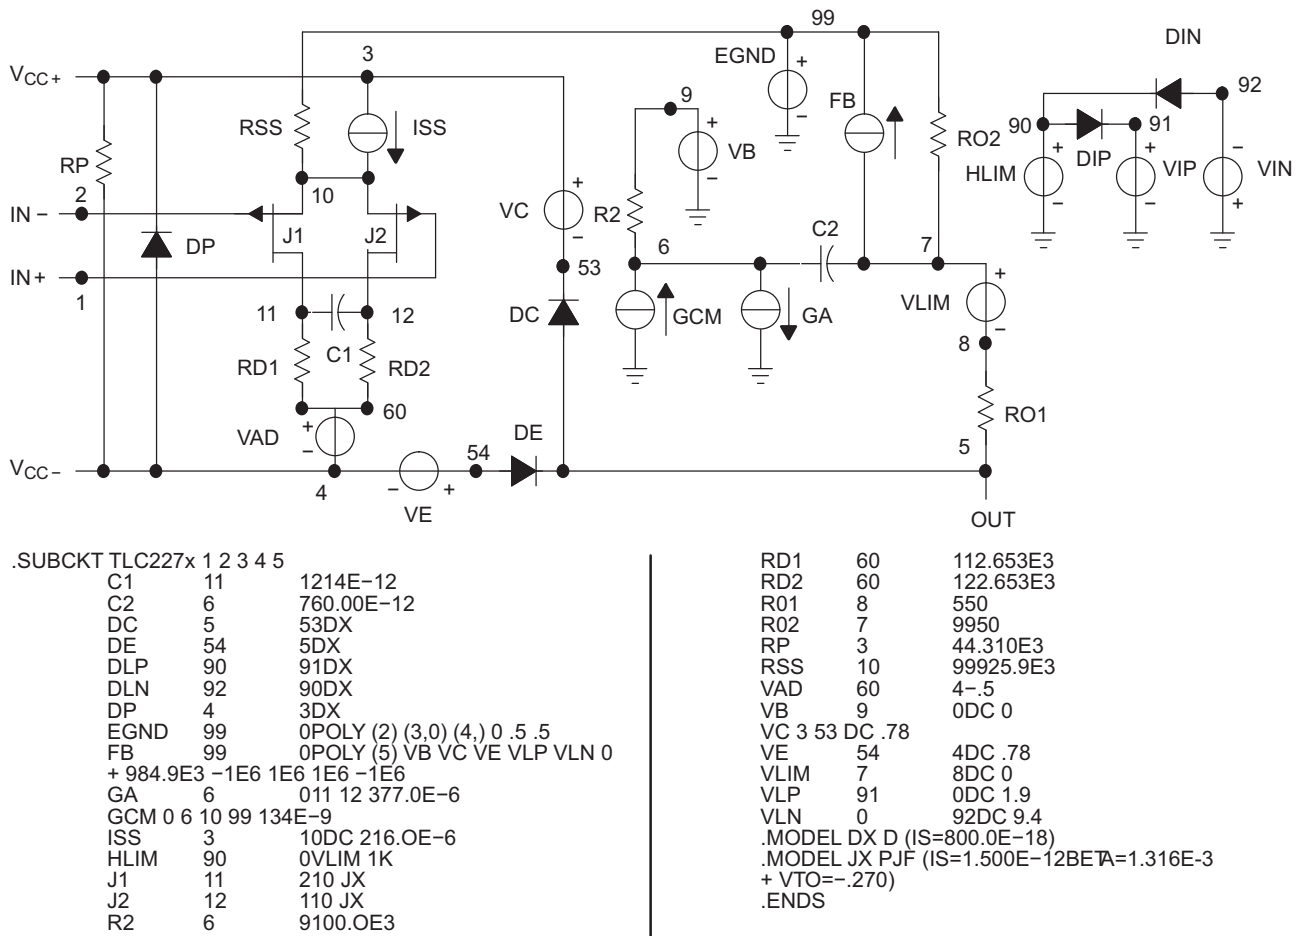 99
DIN
3
EGND
+
VCC+
92
9
+
FB
RSS
ISS
RO2
90
91
VB
−
−
+
+
−
DIP
RP
HLIM
VIP
VIN
−
−
+
2
10
+
IN −
VC
R2
C2
J1
J2
−
6
7
DP
IN +
53
+
1
VLIM
GCM
GA
−
11
12
DC
8
C1
RD1
RD2
RO1
60
+
VAD
DE
−
54
5
VCC−
4
−
+
VE
OUT
.SUBCKT TLC227x 1 2 3 4 5
C1 11 1214E−12
C2 6 760.00E−12
DC 5 53DX
DE 54 5DX
DLP 90 91DX
DLN 92 90DX
DP 4 3DX
EGND 99 0POLY (2) (3,0) (4,) 0 .5 .5
FB 99 0POLY (5) VB VC VE VLP VLN 0
+ 984.9E3 −1E6 1E6 1E6 −1E6
GA 6 011 12 377.0E−6
GCM 0 6 10 99 134E−9
ISS 3 10DC 216.OE−6
HLIM 90 0VLIM 1K
J1 11 210 JX
J2 12 110 JX
R2 6 9100.OE3
RD1 60 112.653E3
RD2 60 122.653E3
R01 8 550
R02 7 9950
RP 3 44.310E3
RSS 10 99925.9E3
VAD 60 4−.5
VB 9 0DC 0
VC 3 53 DC .78
VE 54 4DC .78
VLIM 7 8DC 0
VLP 91 0DC 1.9
VLN 0 92DC 9.4
.MODEL DX D (IS=800.0E−18)
.MODEL JX PJF (IS=1.500E−12BETA=1.316E-3
+ VTO=−.270)
.ENDS